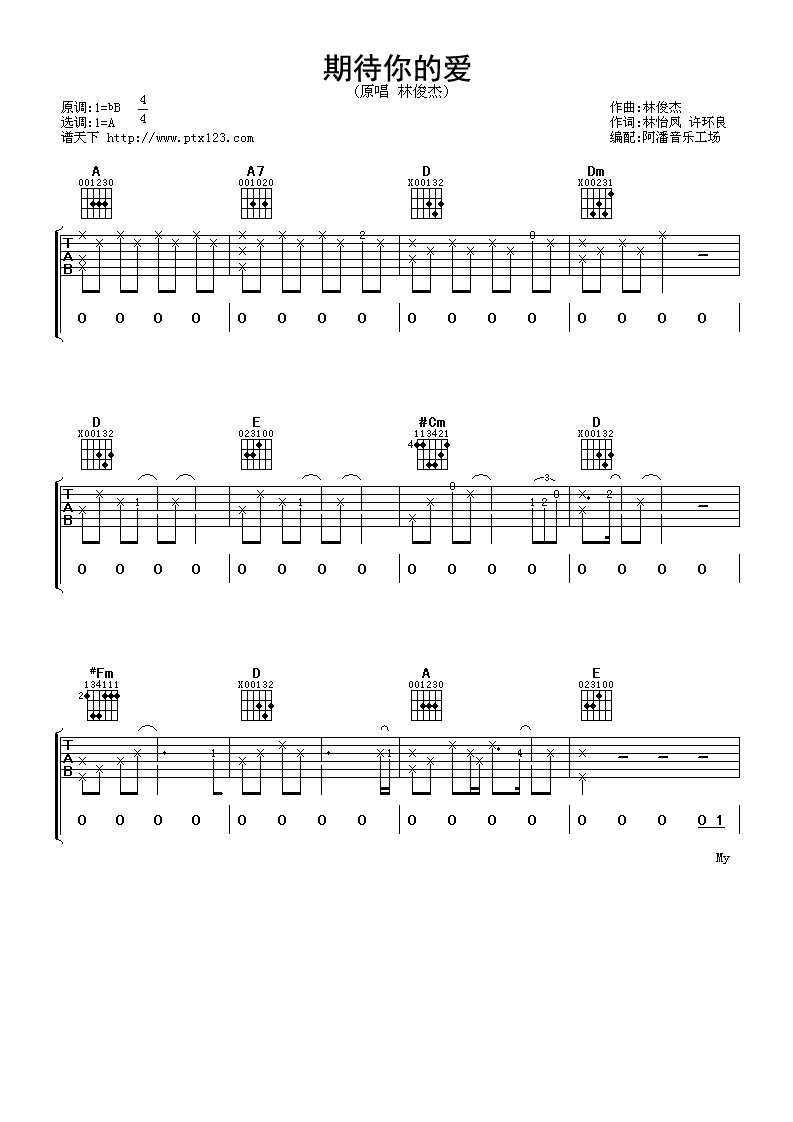 期待你的爱
(原唱 林俊杰)
原调:1=bB 4/4
选调:1=A
谱天下 http://www.ptx123.com
作曲:林俊杰
作词:林怡凤 许环良
编配:阿潘音乐工场
A A7 D Dm
001230 001020 X00132 X00231
2 0
T
A
B
0 0 0 0 0 0 0 0 0 0 0 0 0 0 0 0
D E #Cm D
X00132 023100 113421 X00132
4
T
A
B
1 1 0 3 1 2 0 2
0 0 0 0 0 0 0 0 0 0 0 0 0 0 0 0
#Fm D A E
134111 X00132 001230 023100
2
T
A
B
1 1 4
0 0 0 0 0 0 0 0 0 0 0 0 0 0 0 0 1
My